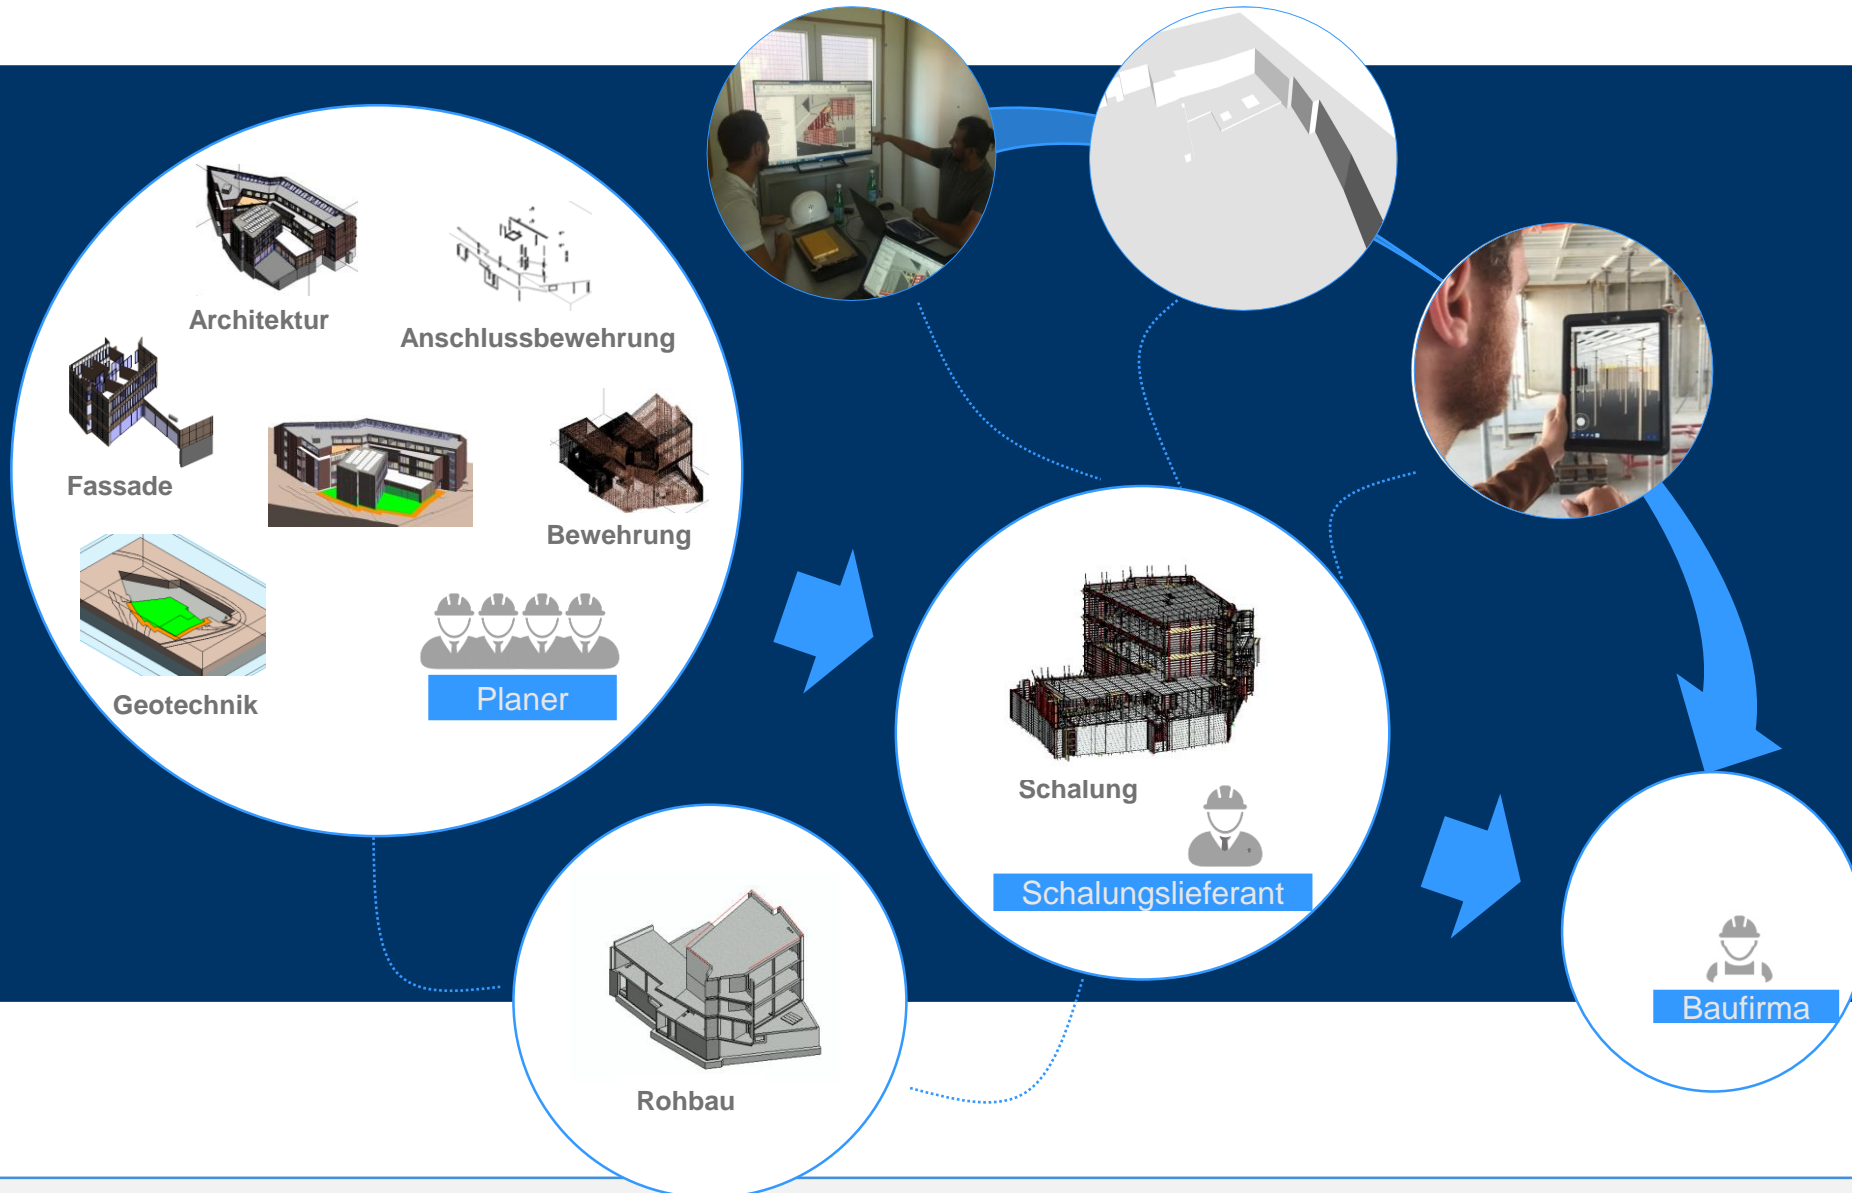 Architektur
Anschlussbewehrung
Fassade
Bewehrung
Geotechnik
Planer
Schalung
Schalungslieferant
Baufirma
Rohbau